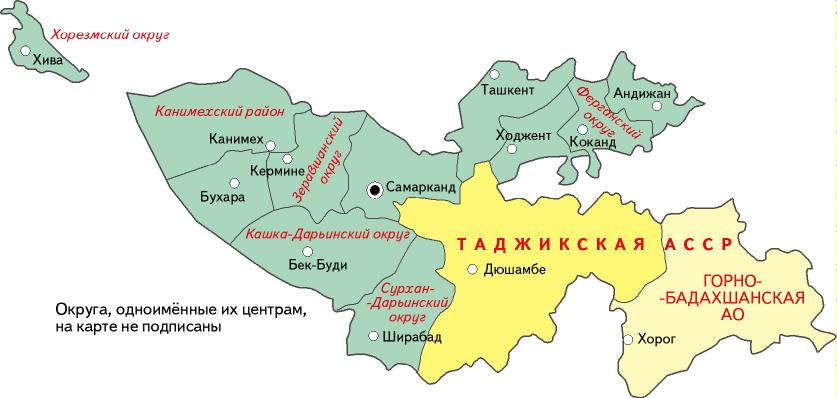 Хорезмский округ
Хива
Канимехский район
Канимех
Кермине
Зеравшанский
округ
Бухара
Самарканд
Ташкент
Андижан
Ферганский
округ
Ходжент
Коканд
Кашка-Дарьинский округ
Бек-Буди
Сурхан-
-Дарьинский
округ
Ширабад
ТАДЖИКСКАЯ АССР
Дюшамбе
ГОРНО-
-БАДАХШАНСКАЯ
АО
Хорог
Округа, одноимённые их центрам,
на карте не подписаны